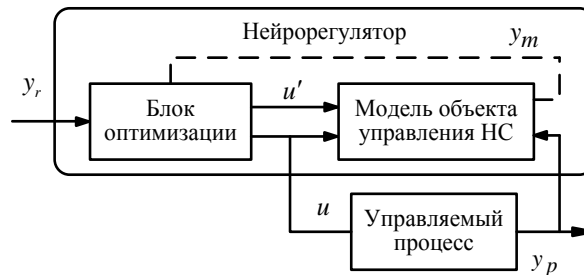 Нейрорегулятор
y_m
y_r
Блок
оптимизации
u′
Модель объекта
управления НС
u
Управляемый
процесс
y_p